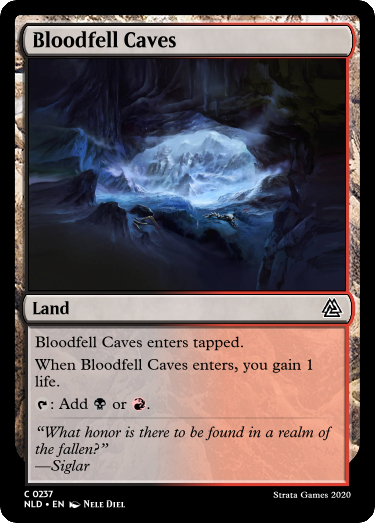 Bloodfell Caves
Land
Bloodfell Caves enters tapped.
When Bloodfell Caves enters, you gain 1
life.
: Add or .
“What honor is there to be found in a realm of
the fallen?”
—Siglar
C 0237
NLD • EN Nele Diel
Strata Games 2020